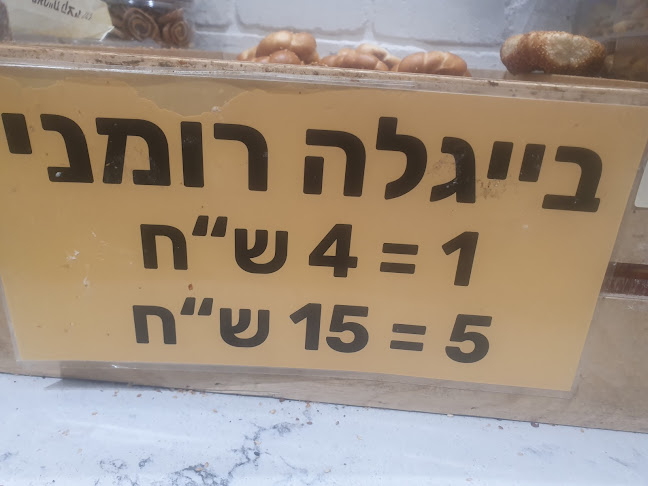 בייגלה רומני
1 = 4 ש"ח
5 = 15 ש"ח